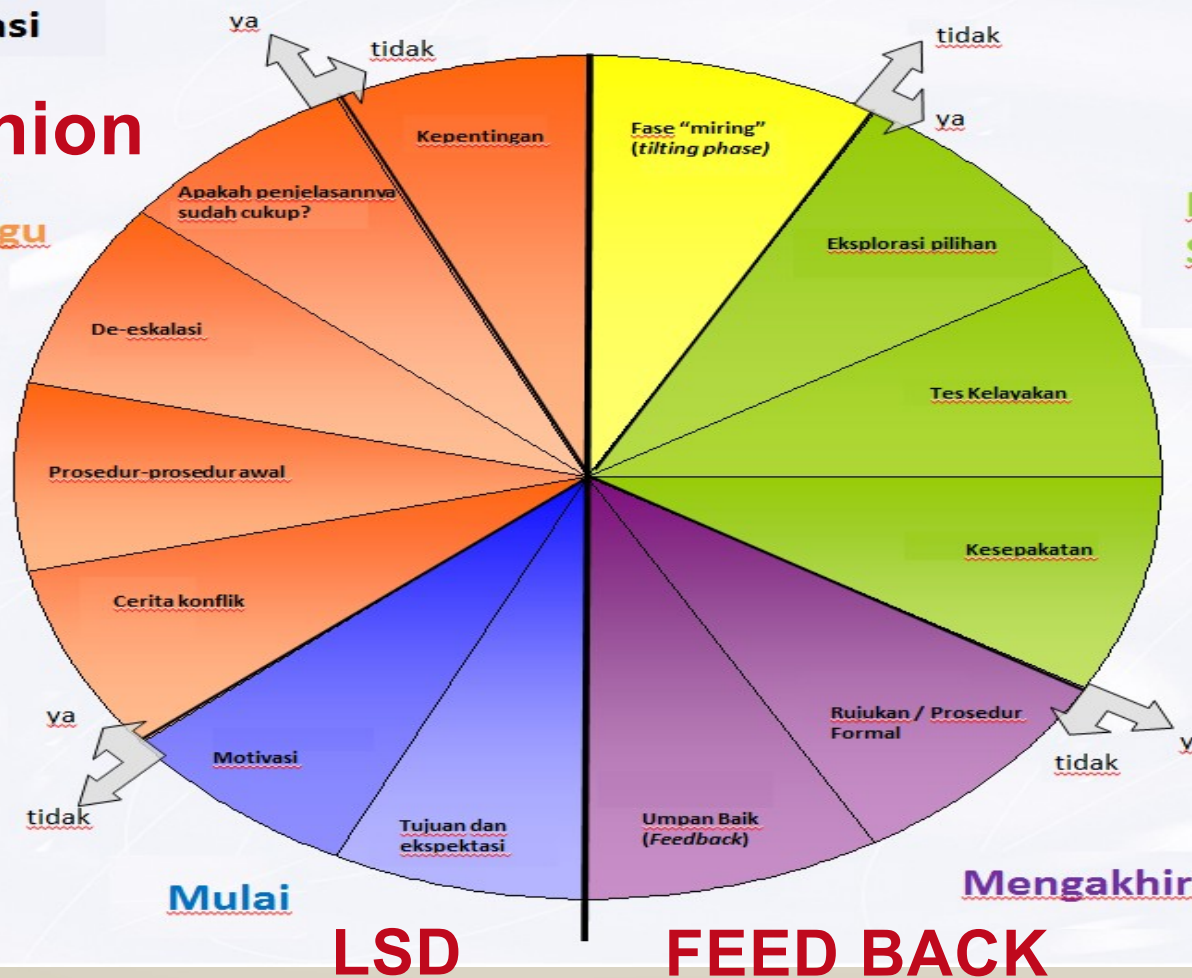 asi
nion
gu
ya
tidak
Kepentingan
Apakah penjelasannya
sudah cukup?
De-eskalasi
Prosedur-prosedur awal
Cerita konflik
ya
tidak
Motivasi
Tujuan dan
ekspektasi
Mulai
LSD
Fase “miring”
(tilting phase)
tidak
ya
Eksplorasi pilihan
Tes Kelayakan
Kesepakatan
y
tidak
Rujukan / Prosedur
Formal
Umpan Baik
(Feedback)
Mengakhir
FEED BACK